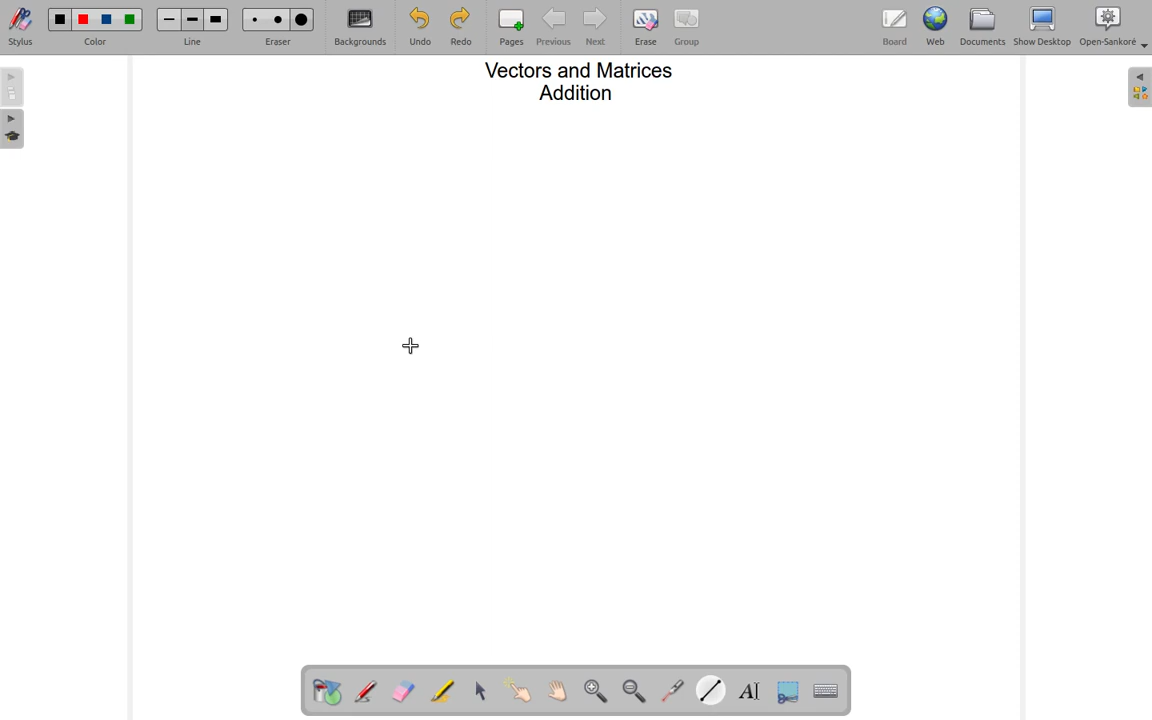 Stylus Color Line Eraser Backgrounds Undo Redo Pages Previous Next Erase Group Board Web Documents Show Desktop Open-Sankoré
Vectors and Matrices
Addition
AI